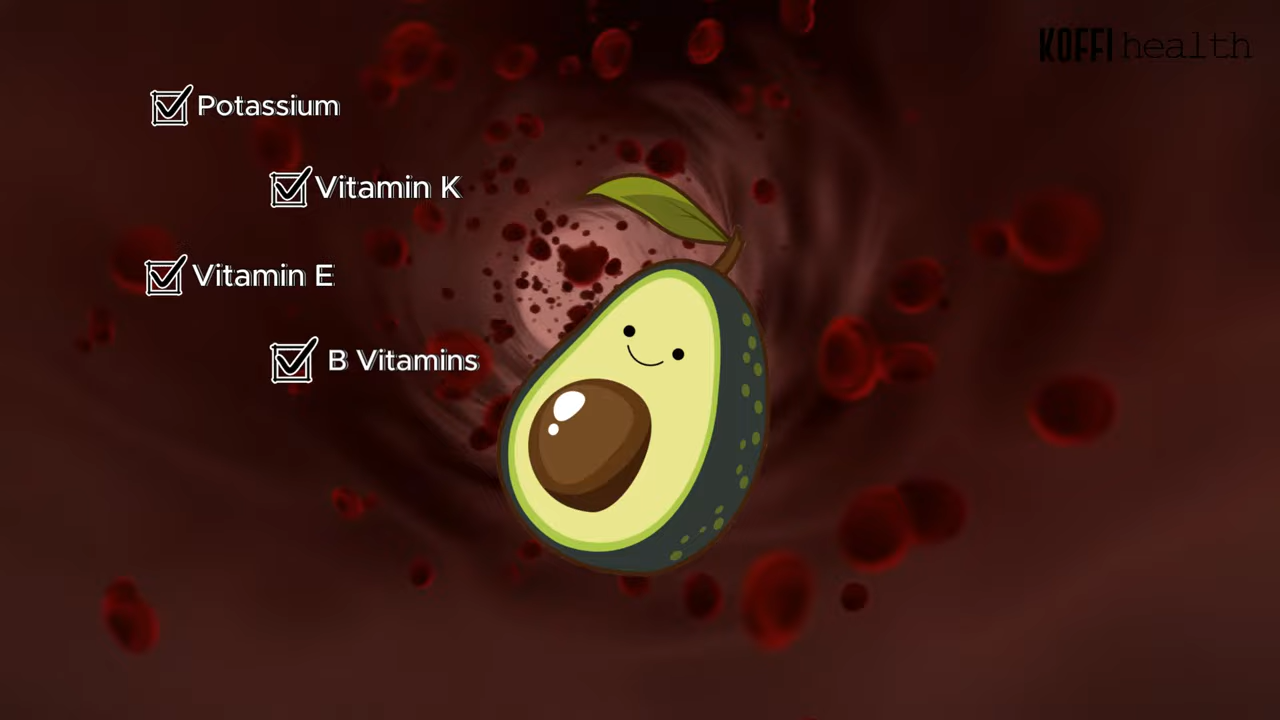 KOFFI health
Potassium
Vitamin K
Vitamin E
B Vitamins